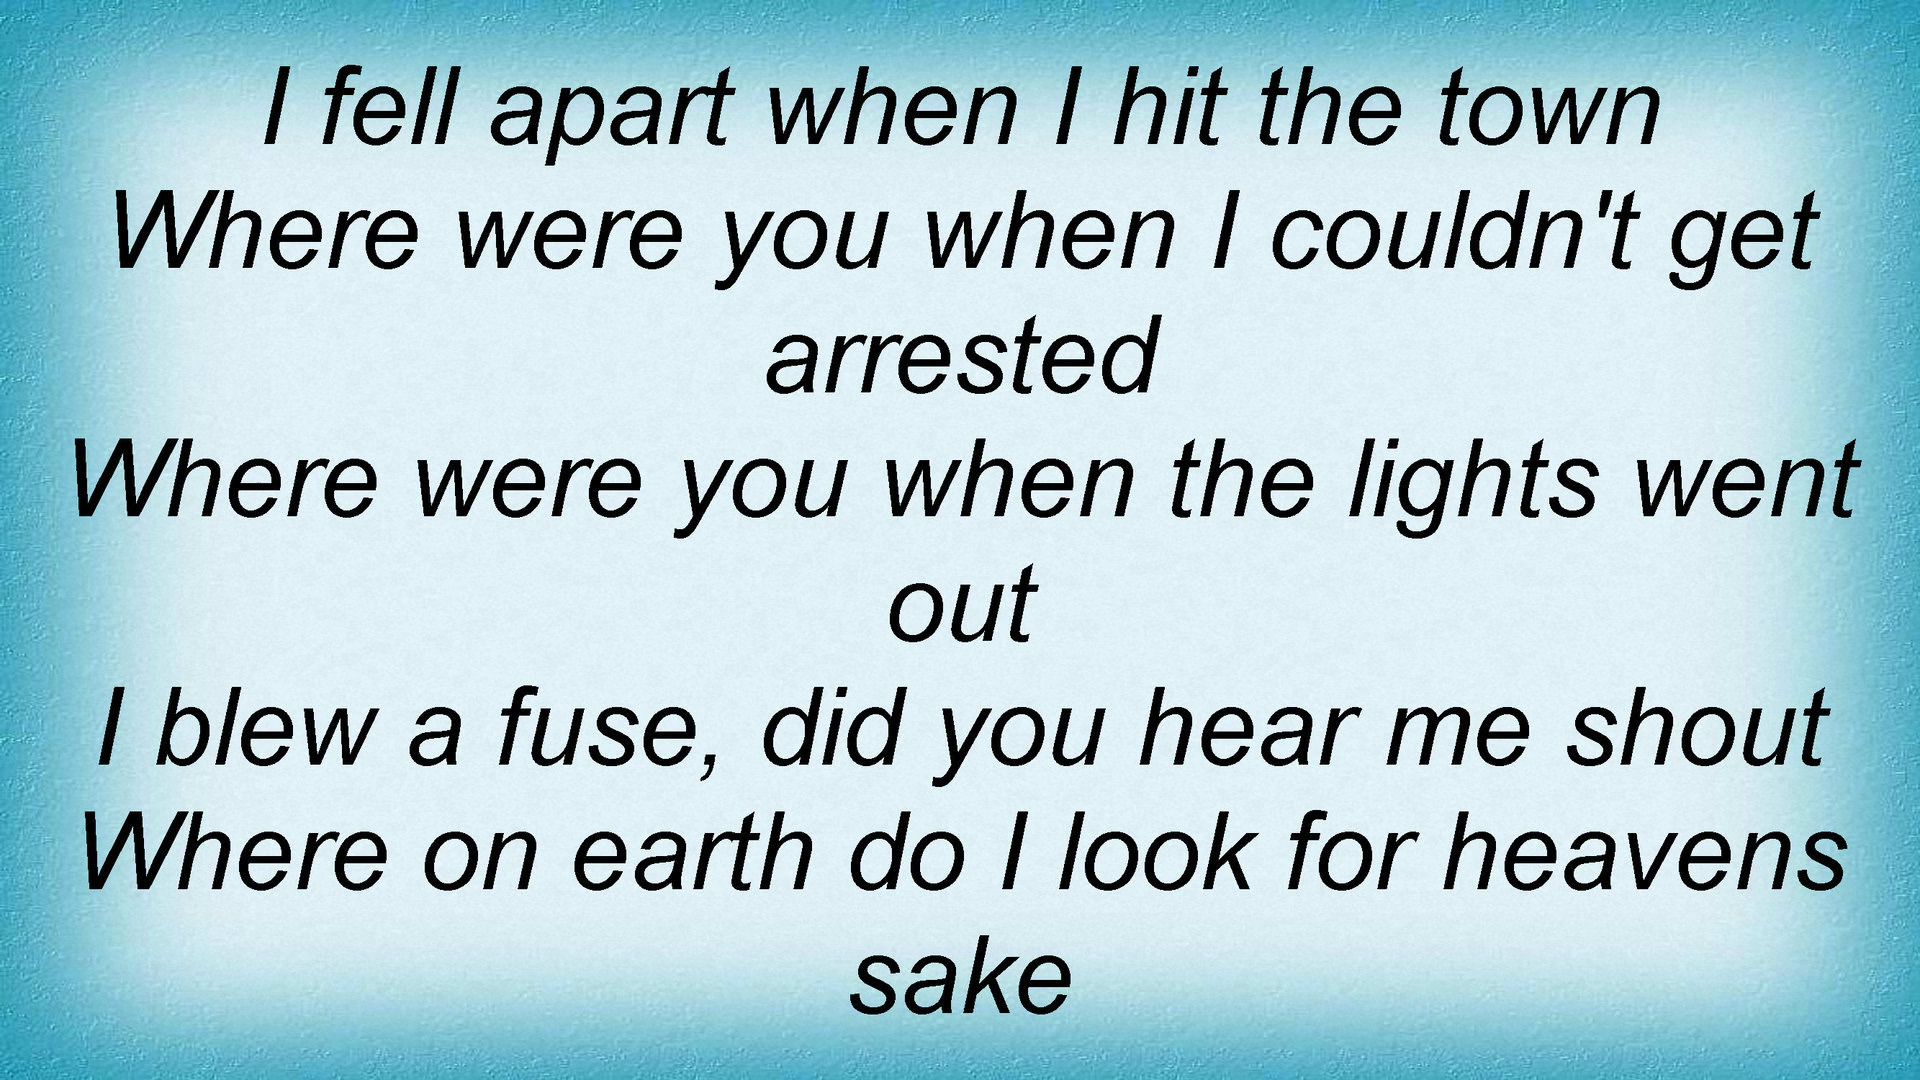 I fell apart when I hit the town
Where were you when I couldn't get
arrested
Where were you when the lights went
out
I blew a fuse, did you hear me shout
Where on earth do I look for heavens
sake